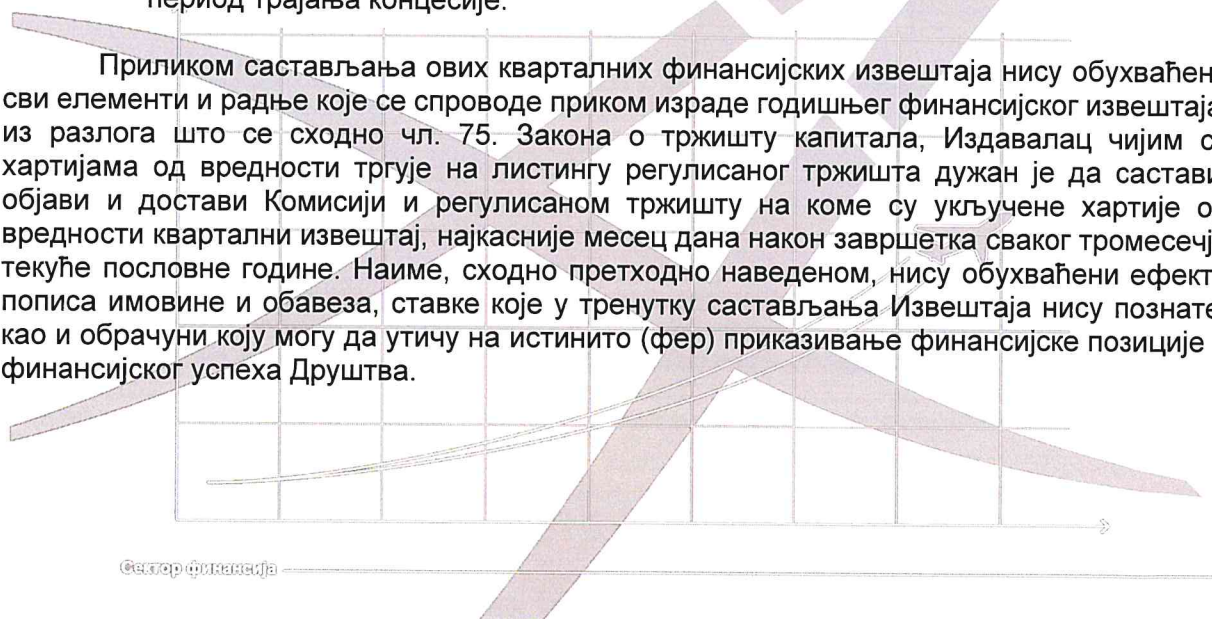 период трајања концесије.
Приликом састављања ових кварталних финансијских извештаја нису обухваћен
сви елементи и радње које се спроводе приком израде годишњег финансијског извештаја
из разлога што се сходно чл. 75. Закона о тржишту капитала, Издавалац чијим с
хартијама од вредности тргује на листингу регулисаног тржишта дужан је да састави
објави и достави Комисији и регулисаном тржишту на коме су укључене хартије о
вредности квартални извештај, најкасније месец дана након завршетка сваког тромесечј
текуће пословне године. Наиме, сходно претходно наведеном, нису обухваћени ефект
пописа имовине и обавеза, ставке које у тренутку састављања Извештаја нису познате
као и обрачуни коју могу да утичу на истинито (фер) приказивање финансијске позиције
финансијског успеха Друштва.
Сектор финансија